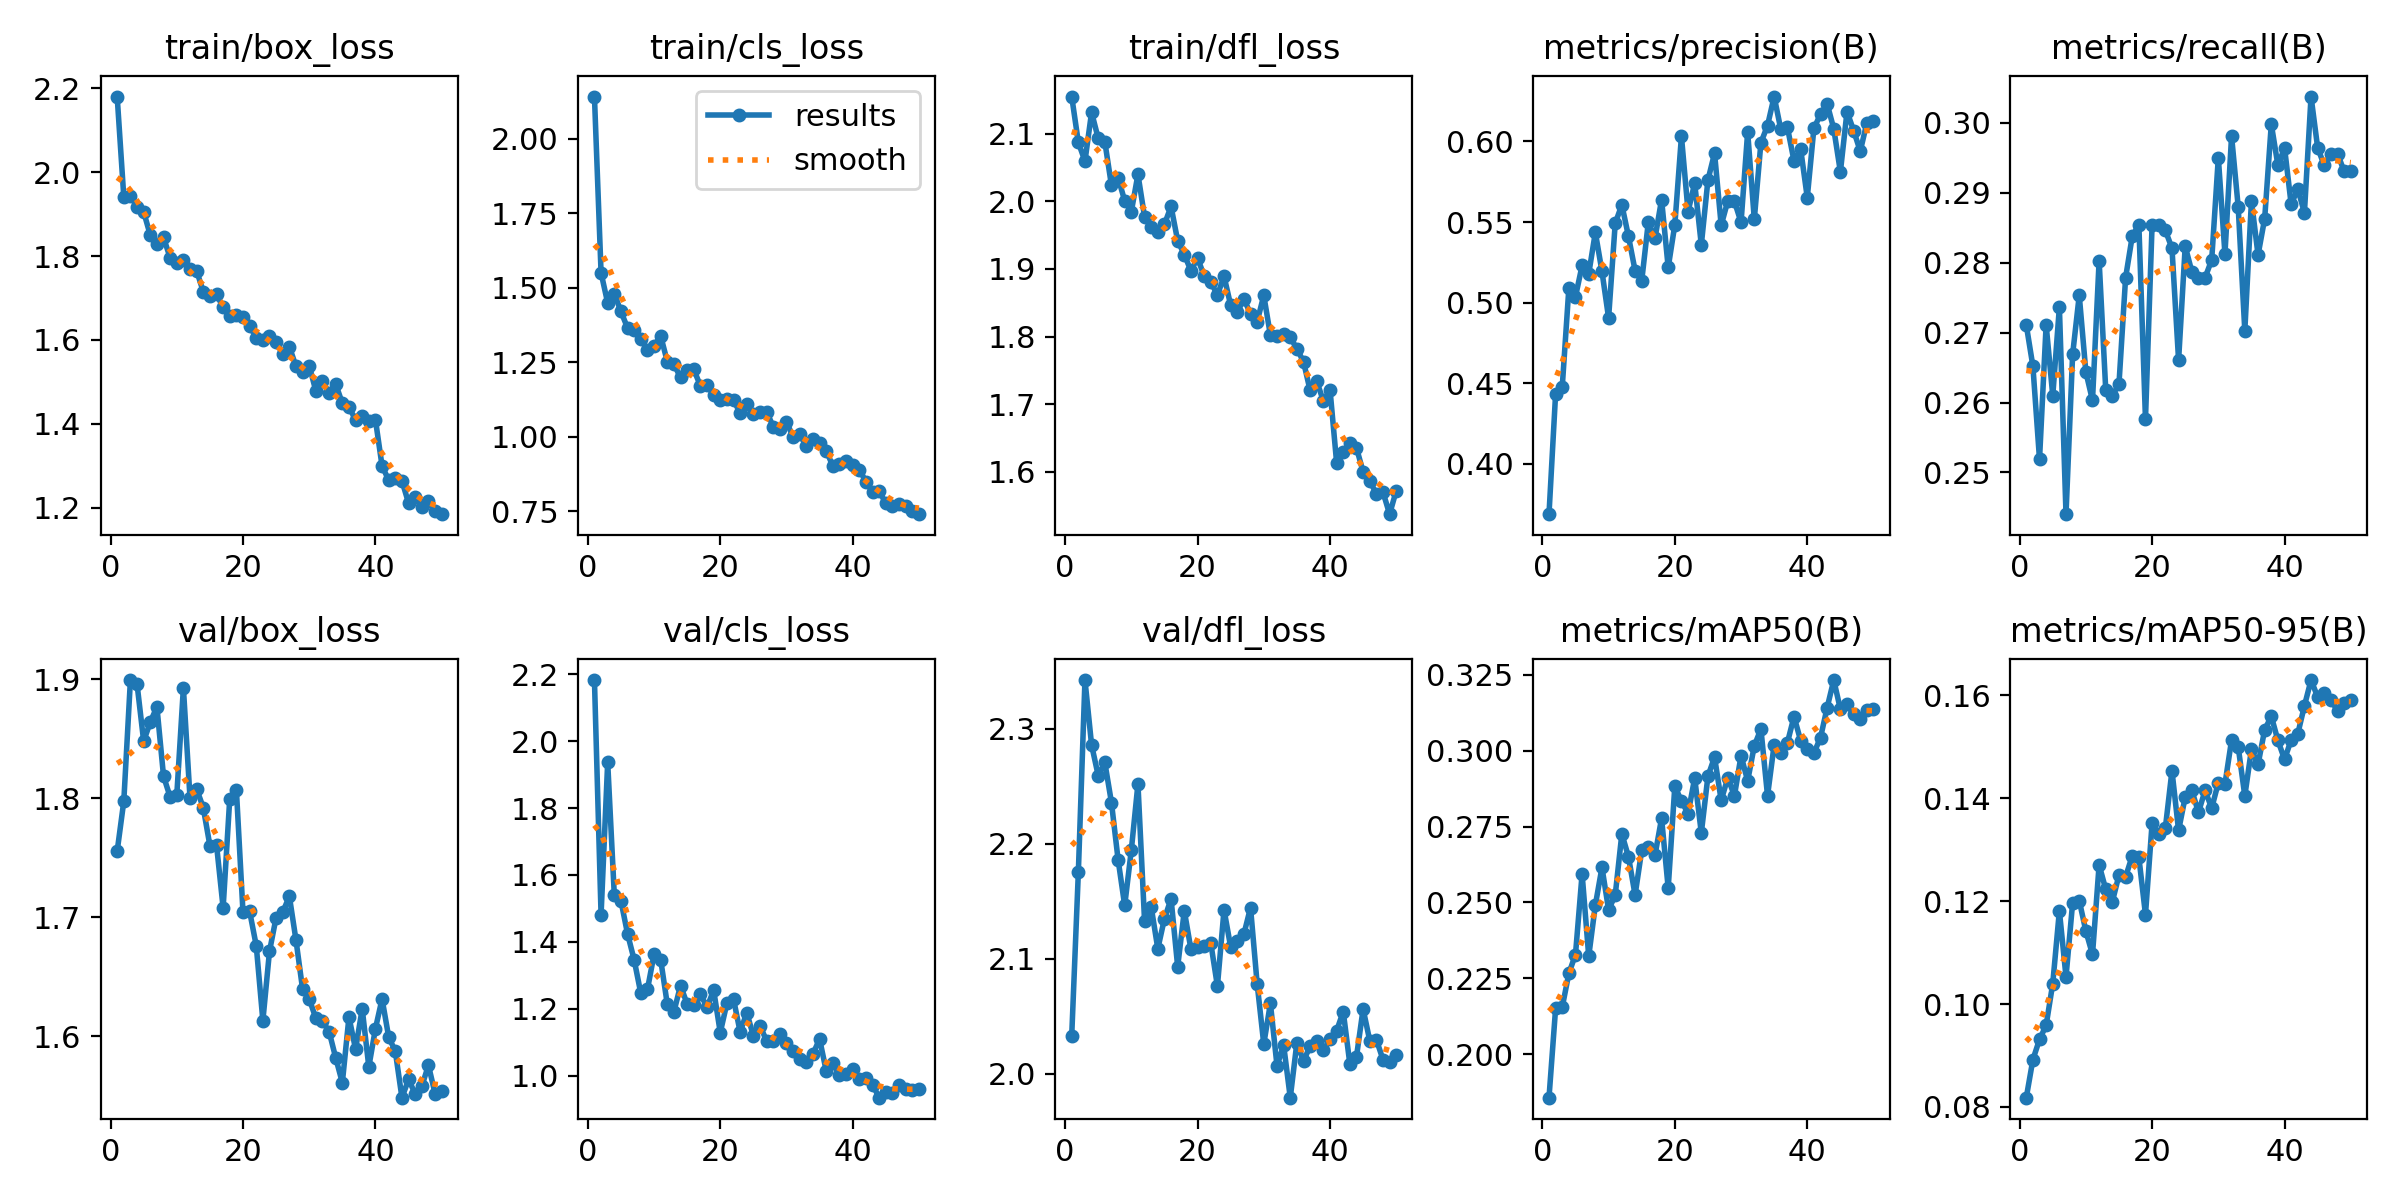 train/box_loss
2.2
2.0
1.8
1.6
1.4
1.2
0 20 40
train/cls_loss
results
smooth
2.00
1.75
1.50
1.25
1.00
0.75
0 20 40
train/dfl_loss
2.1
2.0
1.9
1.8
1.7
1.6
0 20 40
metrics/precision(B)
0.60
0.55
0.50
0.45
0.40
0 20 40
metrics/recall(B)
0.30
0.29
0.28
0.27
0.26
0.25
0 20 40
val/box_loss
1.9
1.8
1.7
1.6
0 20 40
val/cls_loss
2.2
2.0
1.8
1.6
1.4
1.2
1.0
0 20 40
val/dfl_loss
2.3
2.2
2.1
2.0
0 20 40
metrics/mAP50(B)
0.325
0.300
0.275
0.250
0.225
0.200
0 20 40
metrics/mAP50-95(B)
0.16
0.14
0.12
0.10
0.08
0 20 40